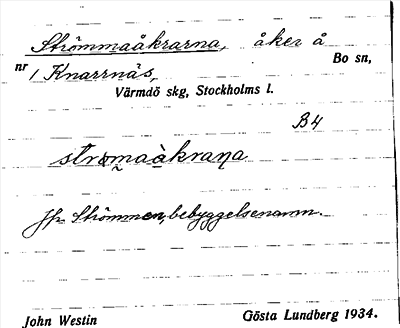 Strömmaåkrarna, åker å
nr 1 Knarrnäs, Bo sn,
Värmdö skg, Stockholms l.
B4
stromaàkraɳa
Jfr Strömmen, bebyggelsenamn.
John Westin Gösta Lundberg 1934.